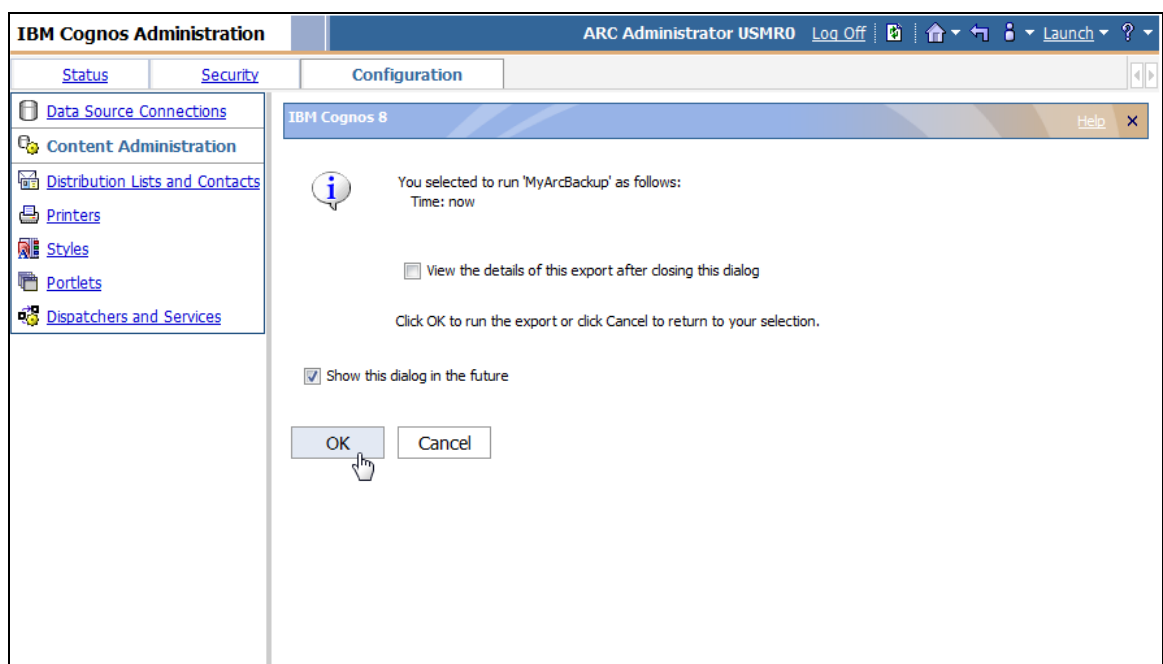 IBM Cognos Administration
ARC Administrator USMR0 Log Off Launch ?
Status Security Configuration
Data Source Connections
Content Administration
Distribution Lists and Contacts
Printers
Styles
Portlets
Dispatchers and Services
IBM Cognos 8
Help
You selected to run 'MyArcBackup' as follows:
Time: now
View the details of this export after closing this dialog
Click OK to run the export or click Cancel to return to your selection.
Show this dialog in the future
OK Cancel